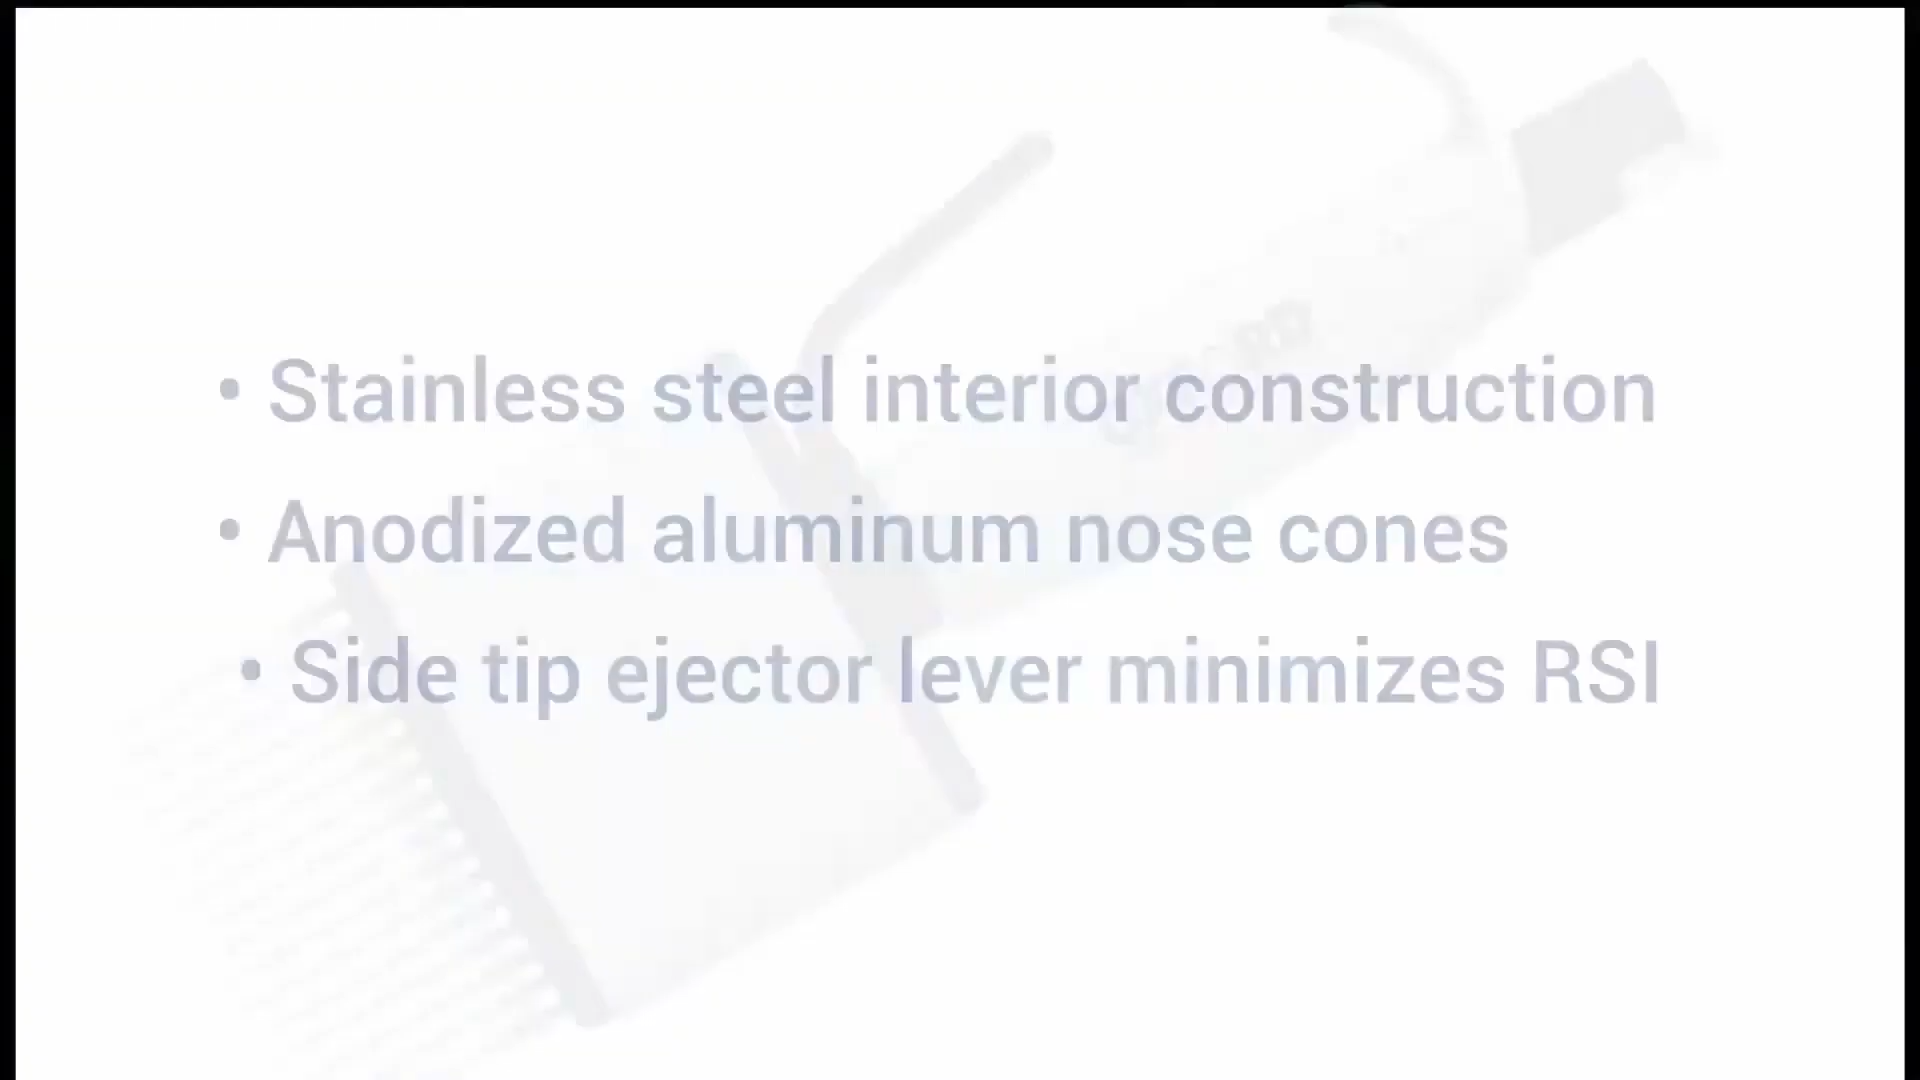 • Stainless steel interior construction
• Anodized aluminum nose cones
• Side tip ejector lever minimizes RSI